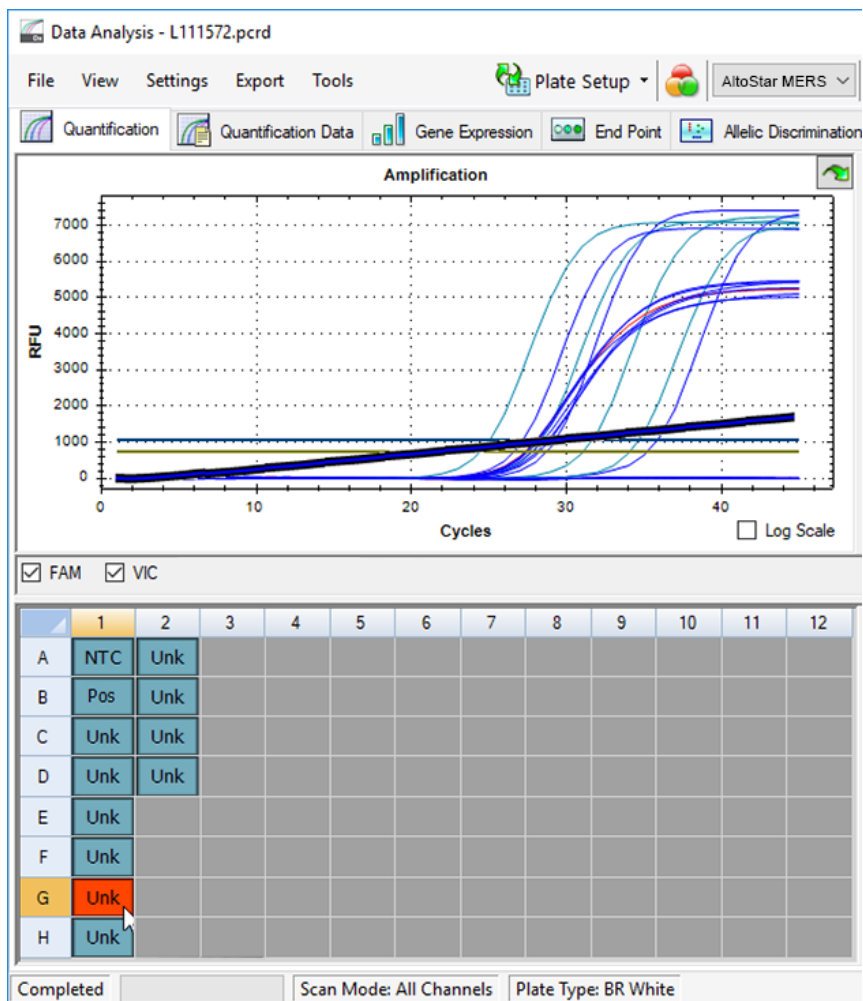 Data Analysis - L111572.pcrd
File View Settings Export Tools Plate Setup AltoStar MERS
Quantification Quantification Data Gene Expression End Point Allelic Discrimination
Amplification
7000
6000
5000
4000
3000
2000
1000
0
RFU
0 10 20 30 40
Cycles
Log Scale
FAM VIC
1 2 3 4 5 6 7 8 9 10 11 12
A NTC Unk
B Pos Unk
C Unk Unk
D Unk Unk
E Unk
F Unk
G Unk
H Unk
Completed Scan Mode: All Channels Plate Type: BR White